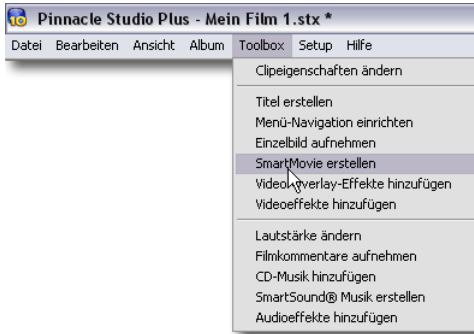 Pinnacle Studio Plus - Mein Film 1.stx *
Datei Bearbeiten Ansicht Album Toolbox Setup Hilfe
Clipeigenschaften ändern
Titel erstellen
Menü-Navigation einrichten
Einzelbild aufnehmen
SmartMovie erstellen
Video-Overlay-Effekte hinzufügen
Videoeffekte hinzufügen
Lautstärke ändern
Filmkommentare aufnehmen
CD-Musik hinzufügen
SmartSound® Musik erstellen
Audioeffekte hinzufügen